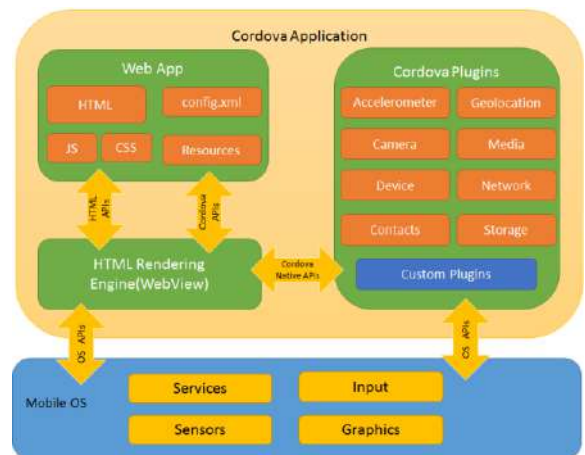 Cordova Application
Web App
HTML
config.xml
JS
CSS
Resources
HTML
APIs
Cordova
APIs
HTML Rendering
Engine(WebView)
Cordova
Native APIs
Cordova Plugins
Accelerometer
Geolocation
Camera
Media
Device
Network
Contacts
Storage
Custom Plugins
OS APIs
OS APIs
Mobile OS
Services
Input
Sensors
Graphics